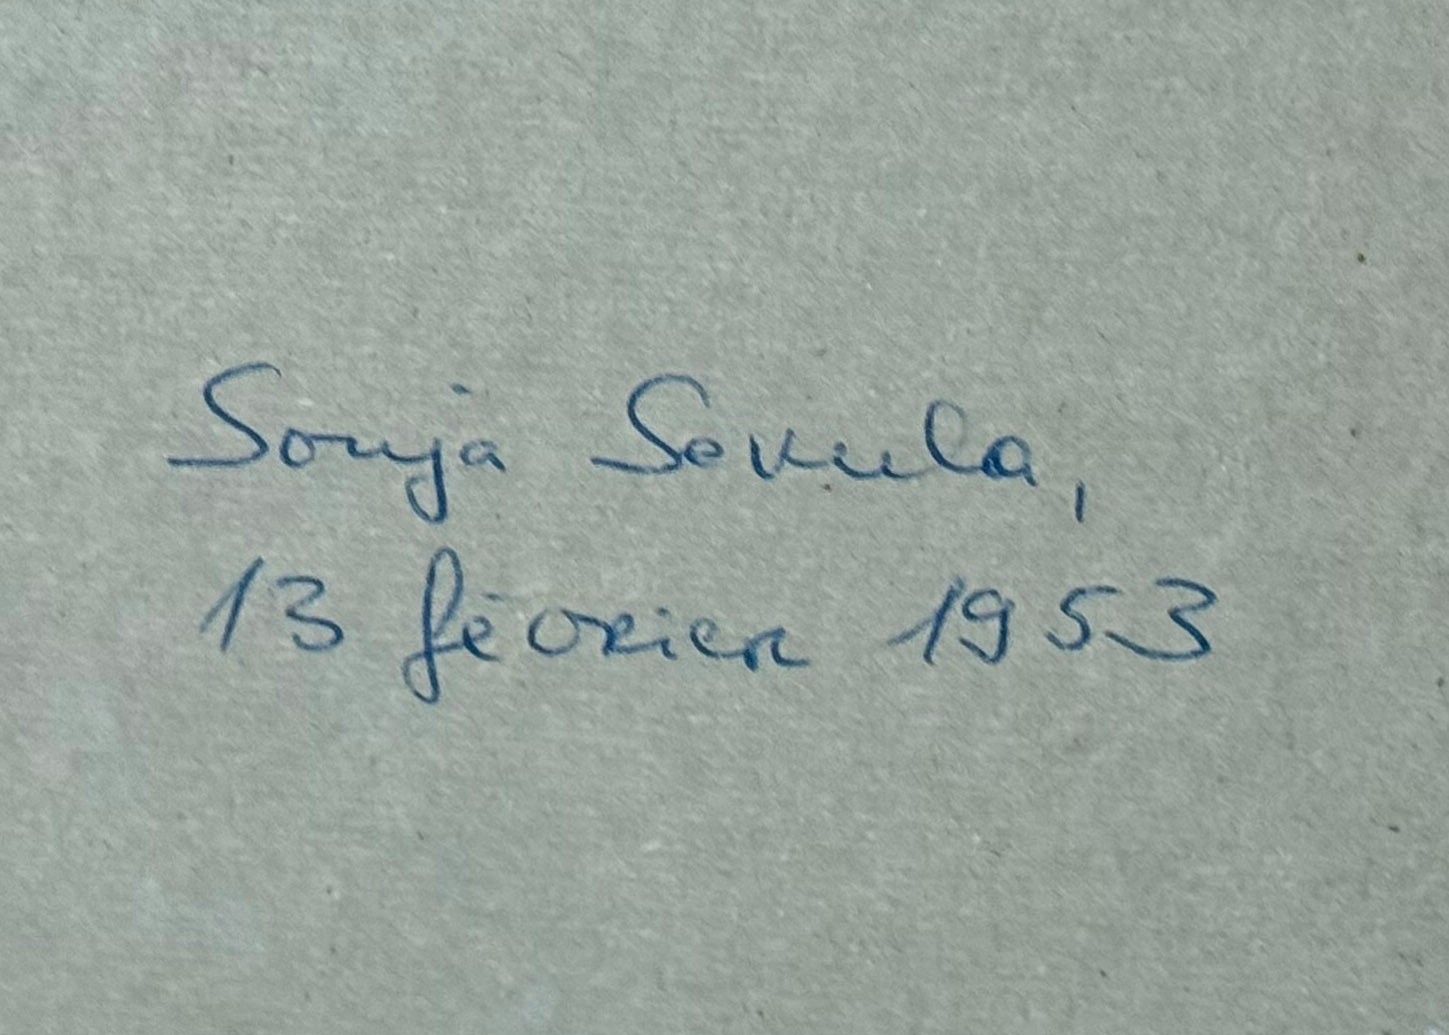 Sonja Sekula,
13 février 1953